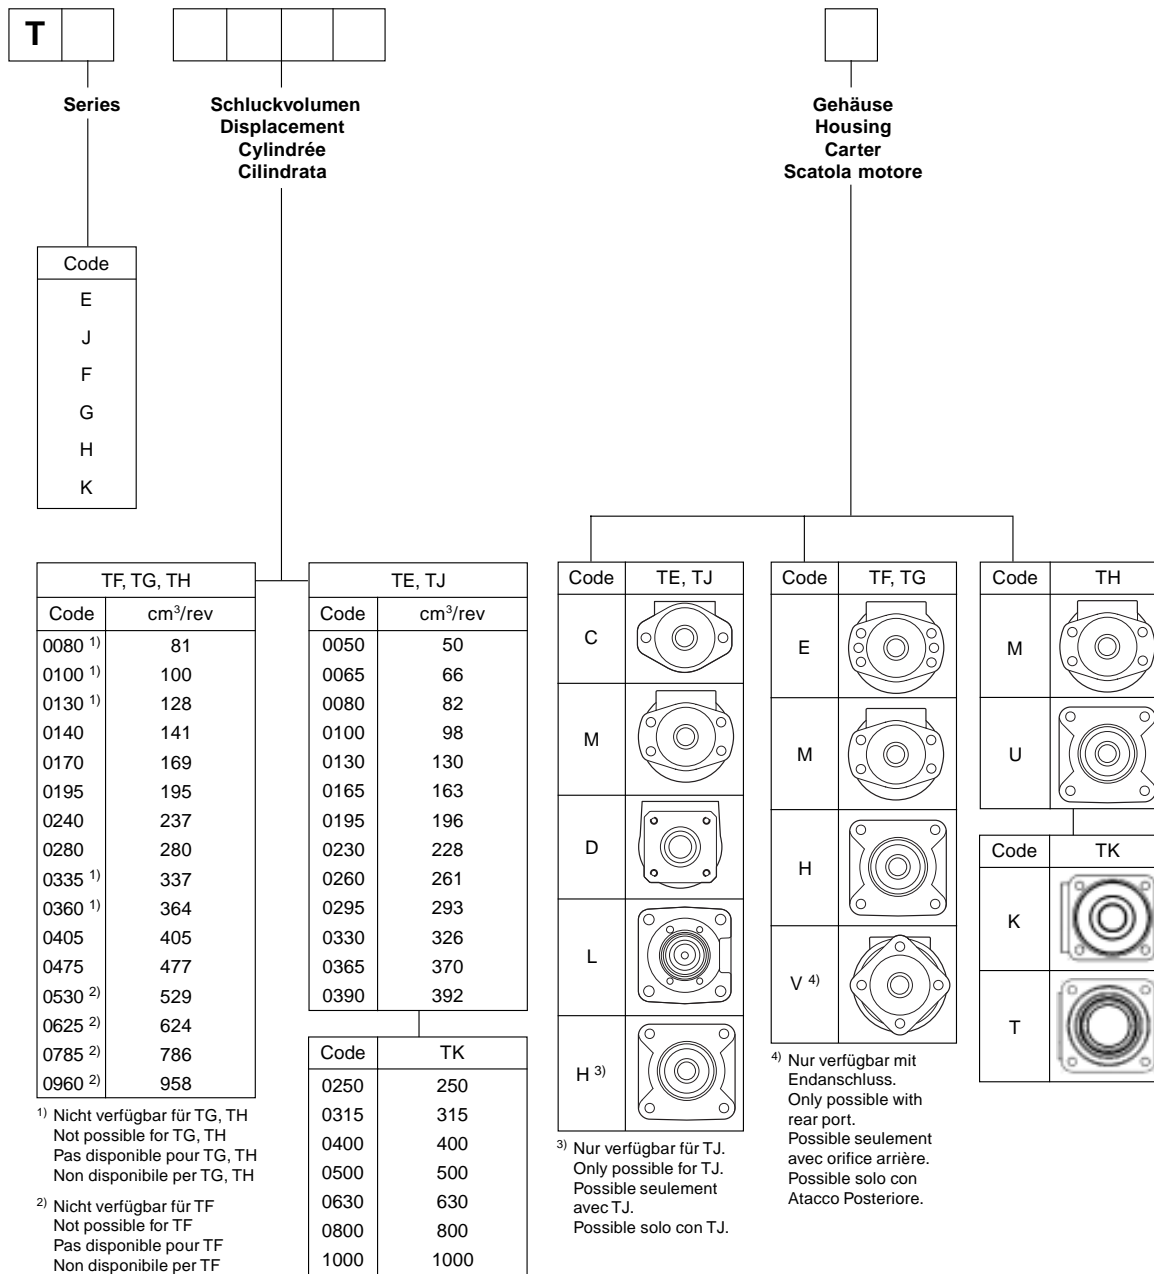 T
Series
Schluckvolumen
Displacement
Cylindrée
Cilindrata
Gehäuse
Housing
Carter
Scatola motore
Code
E
J
F
G
H
K
TF, TG, TH
Code cm³/rev
0080 1) 81
0100 1) 100
0130 1) 128
0140 141
0170 169
0195 195
0240 237
0280 280
0335 1) 337
0360 1) 364
0405 405
0475 477
0530 2) 529
0625 2) 624
0785 2) 786
0960 2) 958
1) Nicht verfügbar für TG, TH
Not possible for TG, TH
Pas disponible pour TG, TH
Non disponibile per TG, TH
2) Nicht verfügbar für TF
Not possible for TF
Pas disponible pour TF
Non disponibile per TF
TE, TJ
Code cm³/rev
0050 50
0065 66
0080 82
0100 98
0130 130
0165 163
0195 196
0230 228
0260 261
0295 293
0330 326
0365 370
0390 392
Code TK
0250 250
0315 315
0400 400
0500 500
0630 630
0800 800
1000 1000
Code TE, TJ
C
M
D
L
H 3)
3) Nur verfügbar für TJ.
Only possible for TJ.
Possible seulement
avec TJ.
Possible solo con TJ.
Code TF, TG
E
M
H
V 4)
4) Nur verfügbar mit
Endanschluss.
Only possible with
rear port.
Possible seulement
avec orifice arrière.
Possible solo con
Atacco Posteriore.
Code TH
M
U
Code TK
K
T